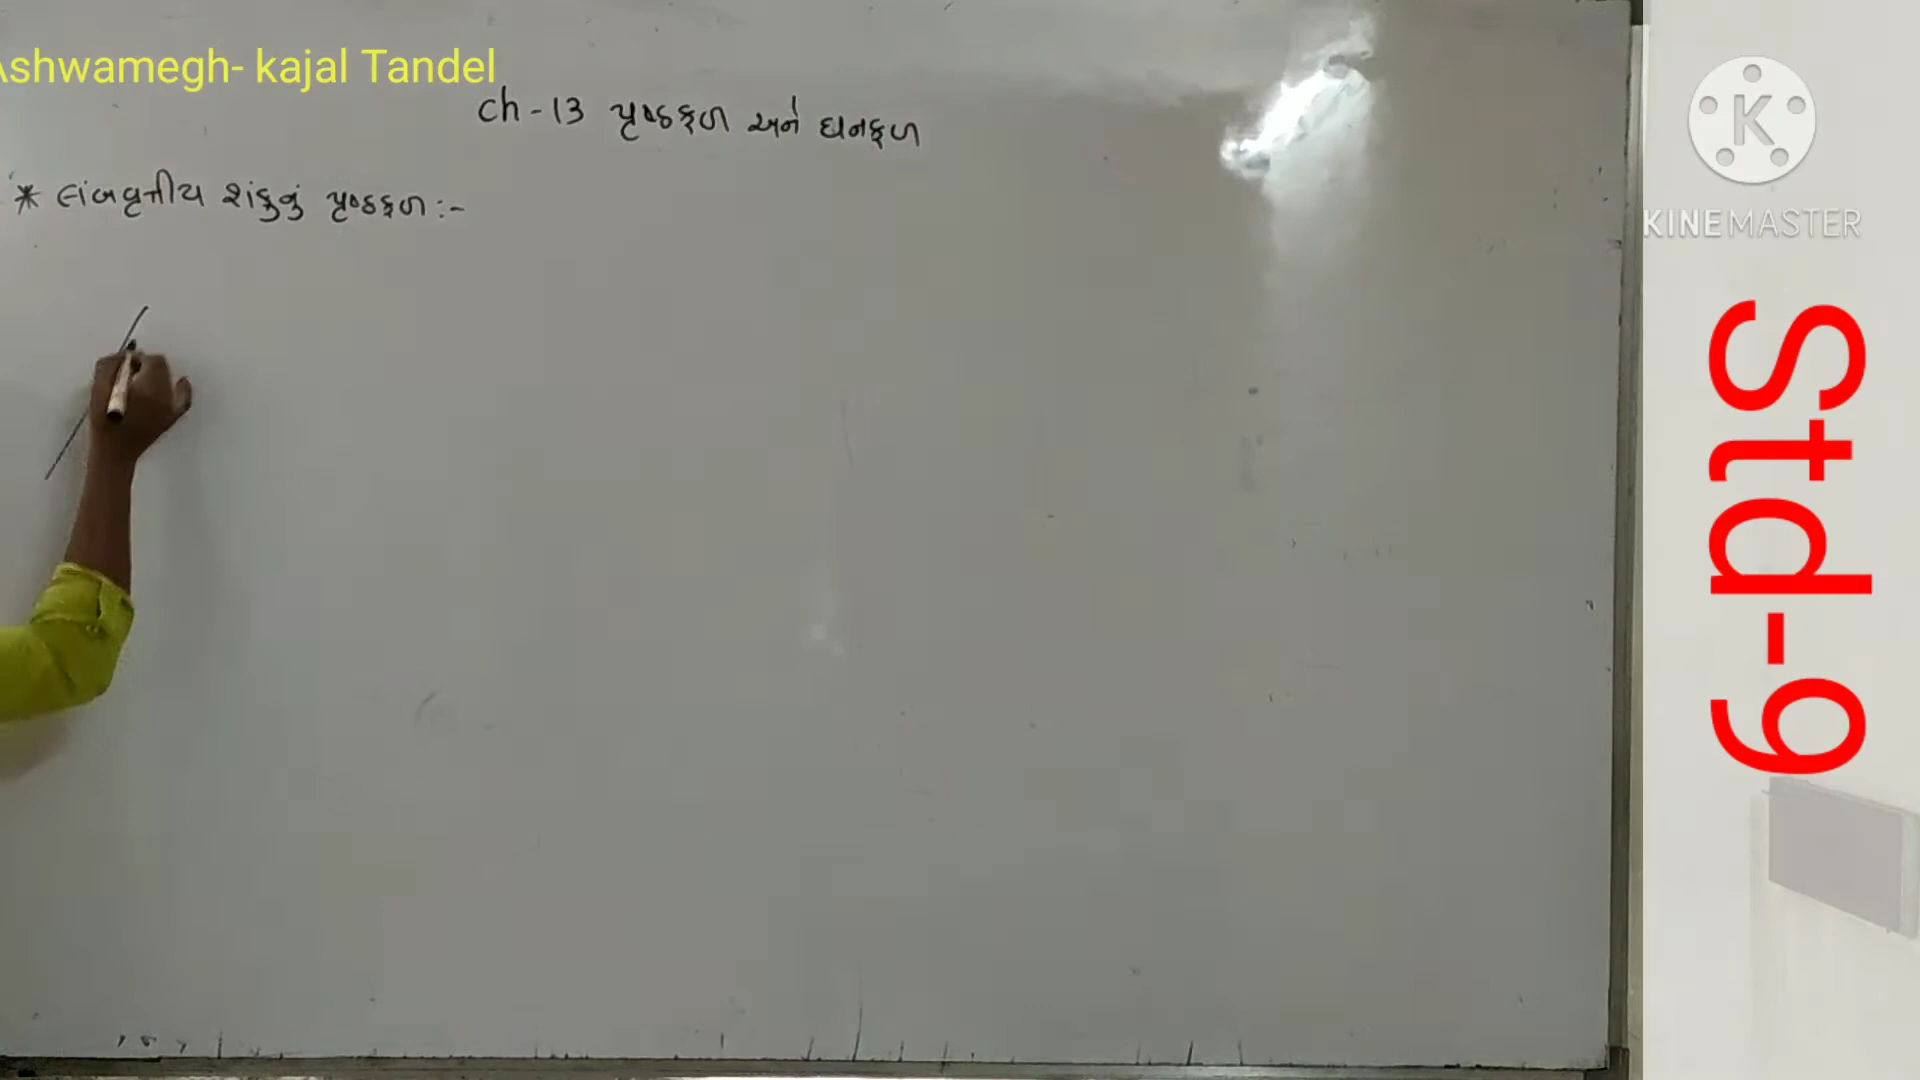 Ashwamegh- kajal Tandel
ch - 13 પૃષ્ઠફળ અને ઘનફળ
* લંબવૃત્તીય શંકુનું પૃષ્ઠફળ :-
KINEMASTER
Std-9